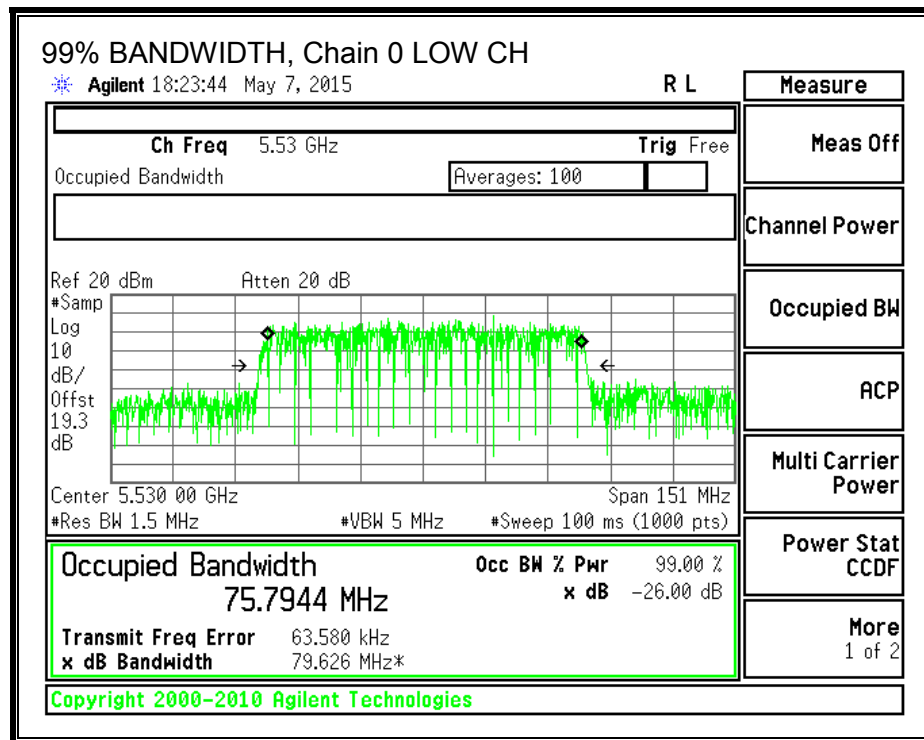 99% BANDWIDTH, Chain 0 LOW CH
Agilent 18:23:44 May 7, 2015 R L
Measure
Ch Freq 5.53 GHz Trig Free
Meas Off
Occupied Bandwidth Averages: 100
Channel Power
Ref 20 dBm Atten 20 dB
#Samp
Log
10
dB/
Offst
19.3
dB
Occupied BW
ACP
Multi Carrier
Power
Center 5.530 00 GHz Span 151 MHz
#Res BW 1.5 MHz #VBW 5 MHz #Sweep 100 ms (1000 pts)
Power Stat
CCDF
Occupied Bandwidth Occ BW % Pwr 99.00 %
75.7944 MHz x dB -26.00 dB
Transmit Freq Error 63.580 kHz
x dB Bandwidth 79.626 MHz*
More
1 of 2
Copyright 2000-2010 Agilent Technologies